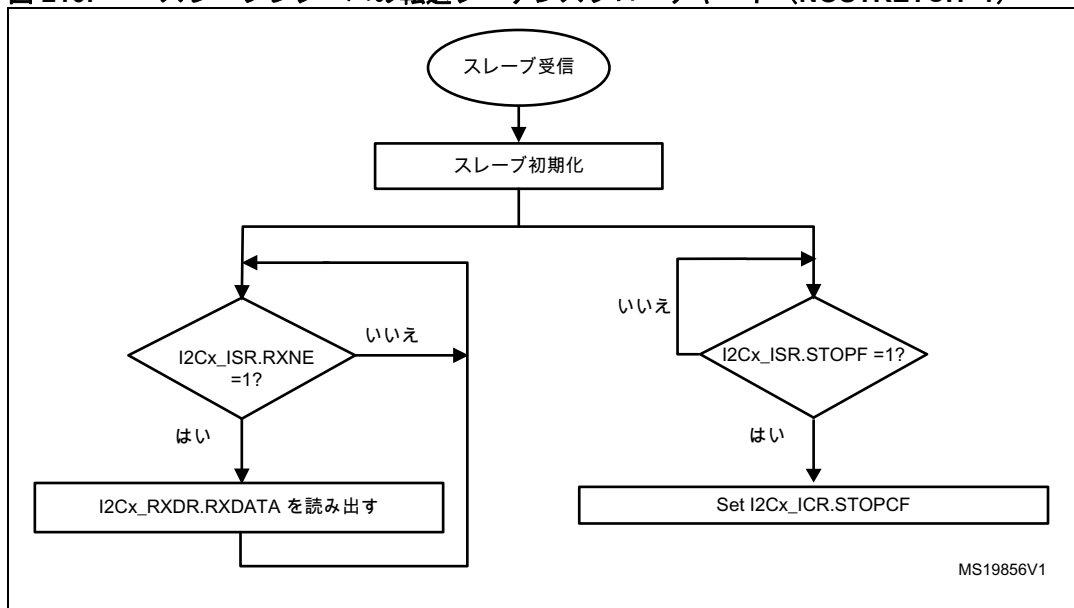 スレーブ受信
スレーブ初期化
I2Cx_ISR.RXNE
=1?
いいえ
はい
I2Cx_RXDR.RXDATA を読み出す
いいえ
I2Cx_ISR.STOPF =1?
はい
Set I2Cx_ICR.STOPCF
MS19856V1